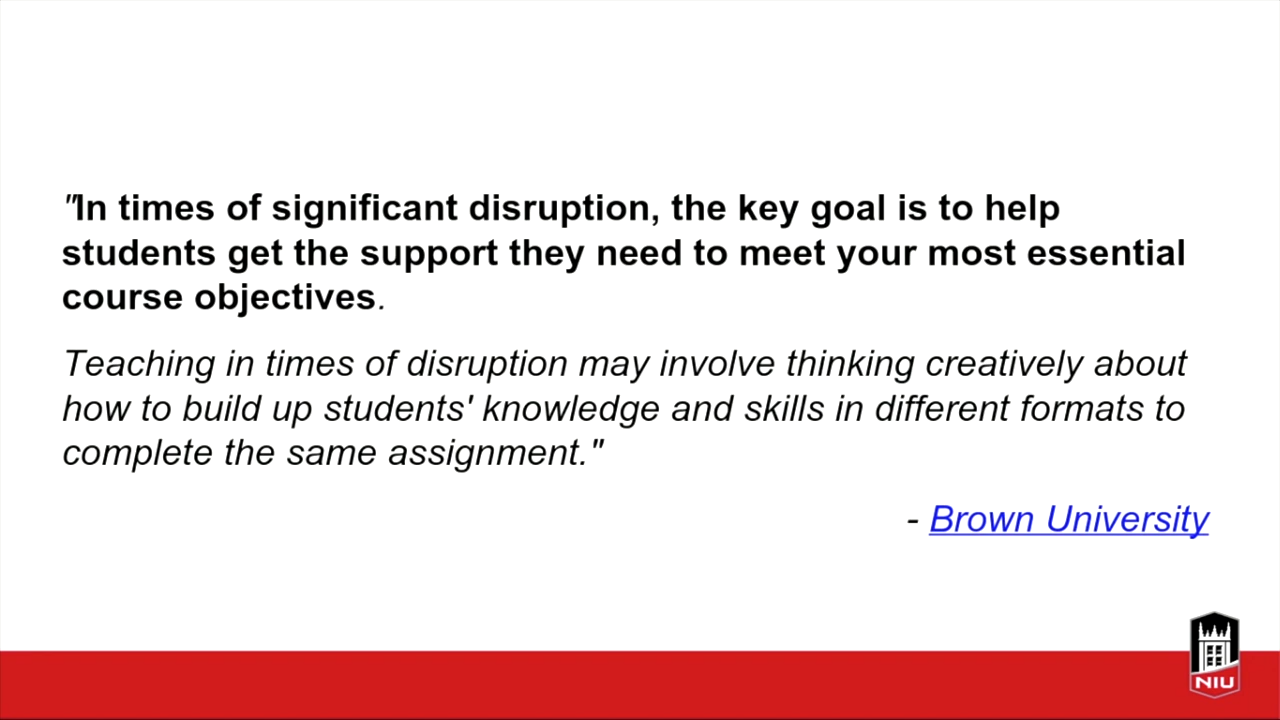 "In times of significant disruption, the key goal is to help
students get the support they need to meet your most essential
course objectives.
Teaching in times of disruption may involve thinking creatively about
how to build up students' knowledge and skills in different formats to
complete the same assignment."
- Brown University
NIU